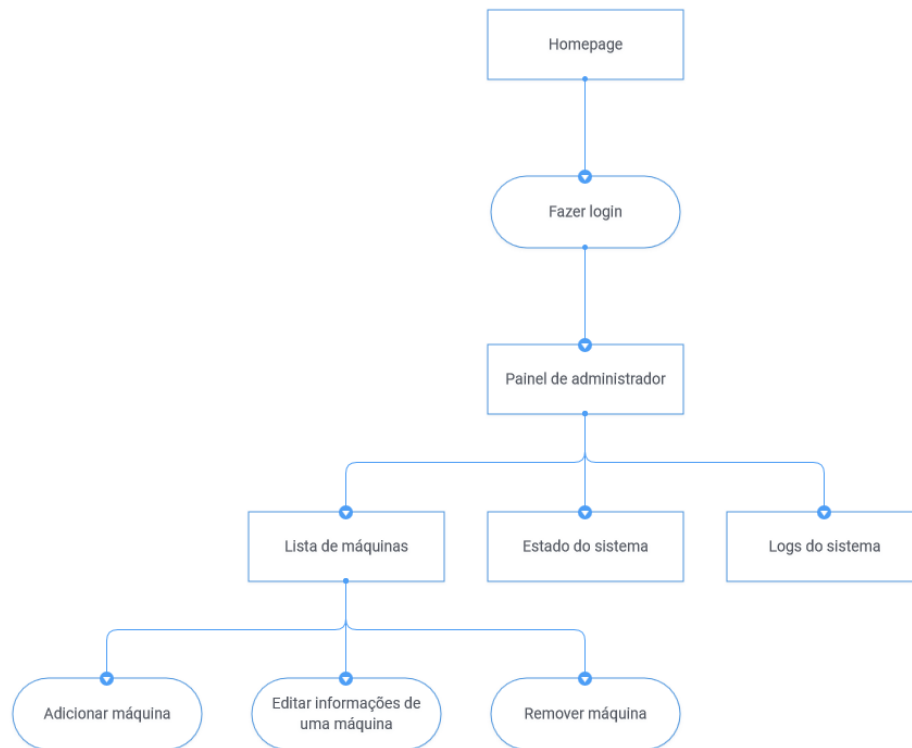 Homepage
Fazer login
Painel de administrador
Lista de máquinas
Estado do sistema
Logs do sistema
Adicionar máquina
Editar informações de
uma máquina
Remover máquina